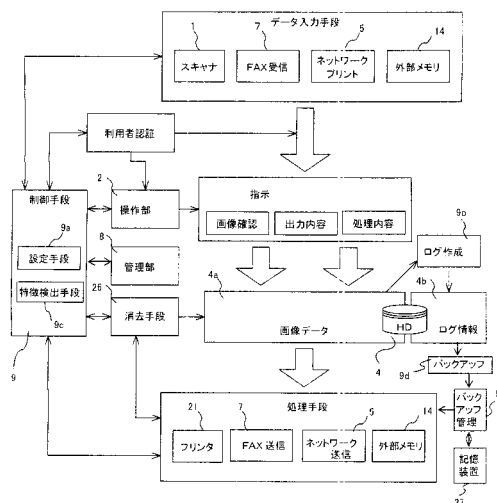 データ入力手段
1
7
5
14
スキャナ
FAX受信
ネットワーク
プリント
外部メモリ
利用者認証
2
制御手段
操作部
指示
画像確認
出力内容
処理内容
9a
設定手段
8
管理部
9b
ログ作成
特徴検出手段
9c
26
消去手段
4a
画像データ
HD
4
4b
ログ情報
9
バックアップ
9d
処理手段
21
7
5
14
プリンタ
FAX送信
ネットワーク
送信
外部メモリ
バック
アップ
管理
記憶
装置
27